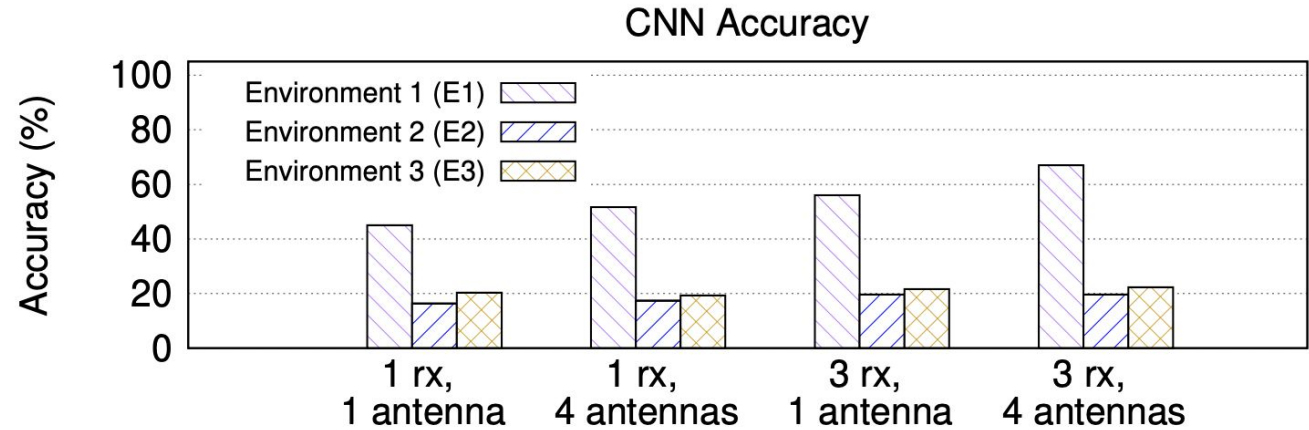 CNN Accuracy
Accuracy (%)
100
80
60
40
20
0
Environment 1 (E1)
Environment 2 (E2)
Environment 3 (E3)
1 rx,
1 antenna
1 rx,
4 antennas
3 rx,
1 antenna
3 rx,
4 antennas